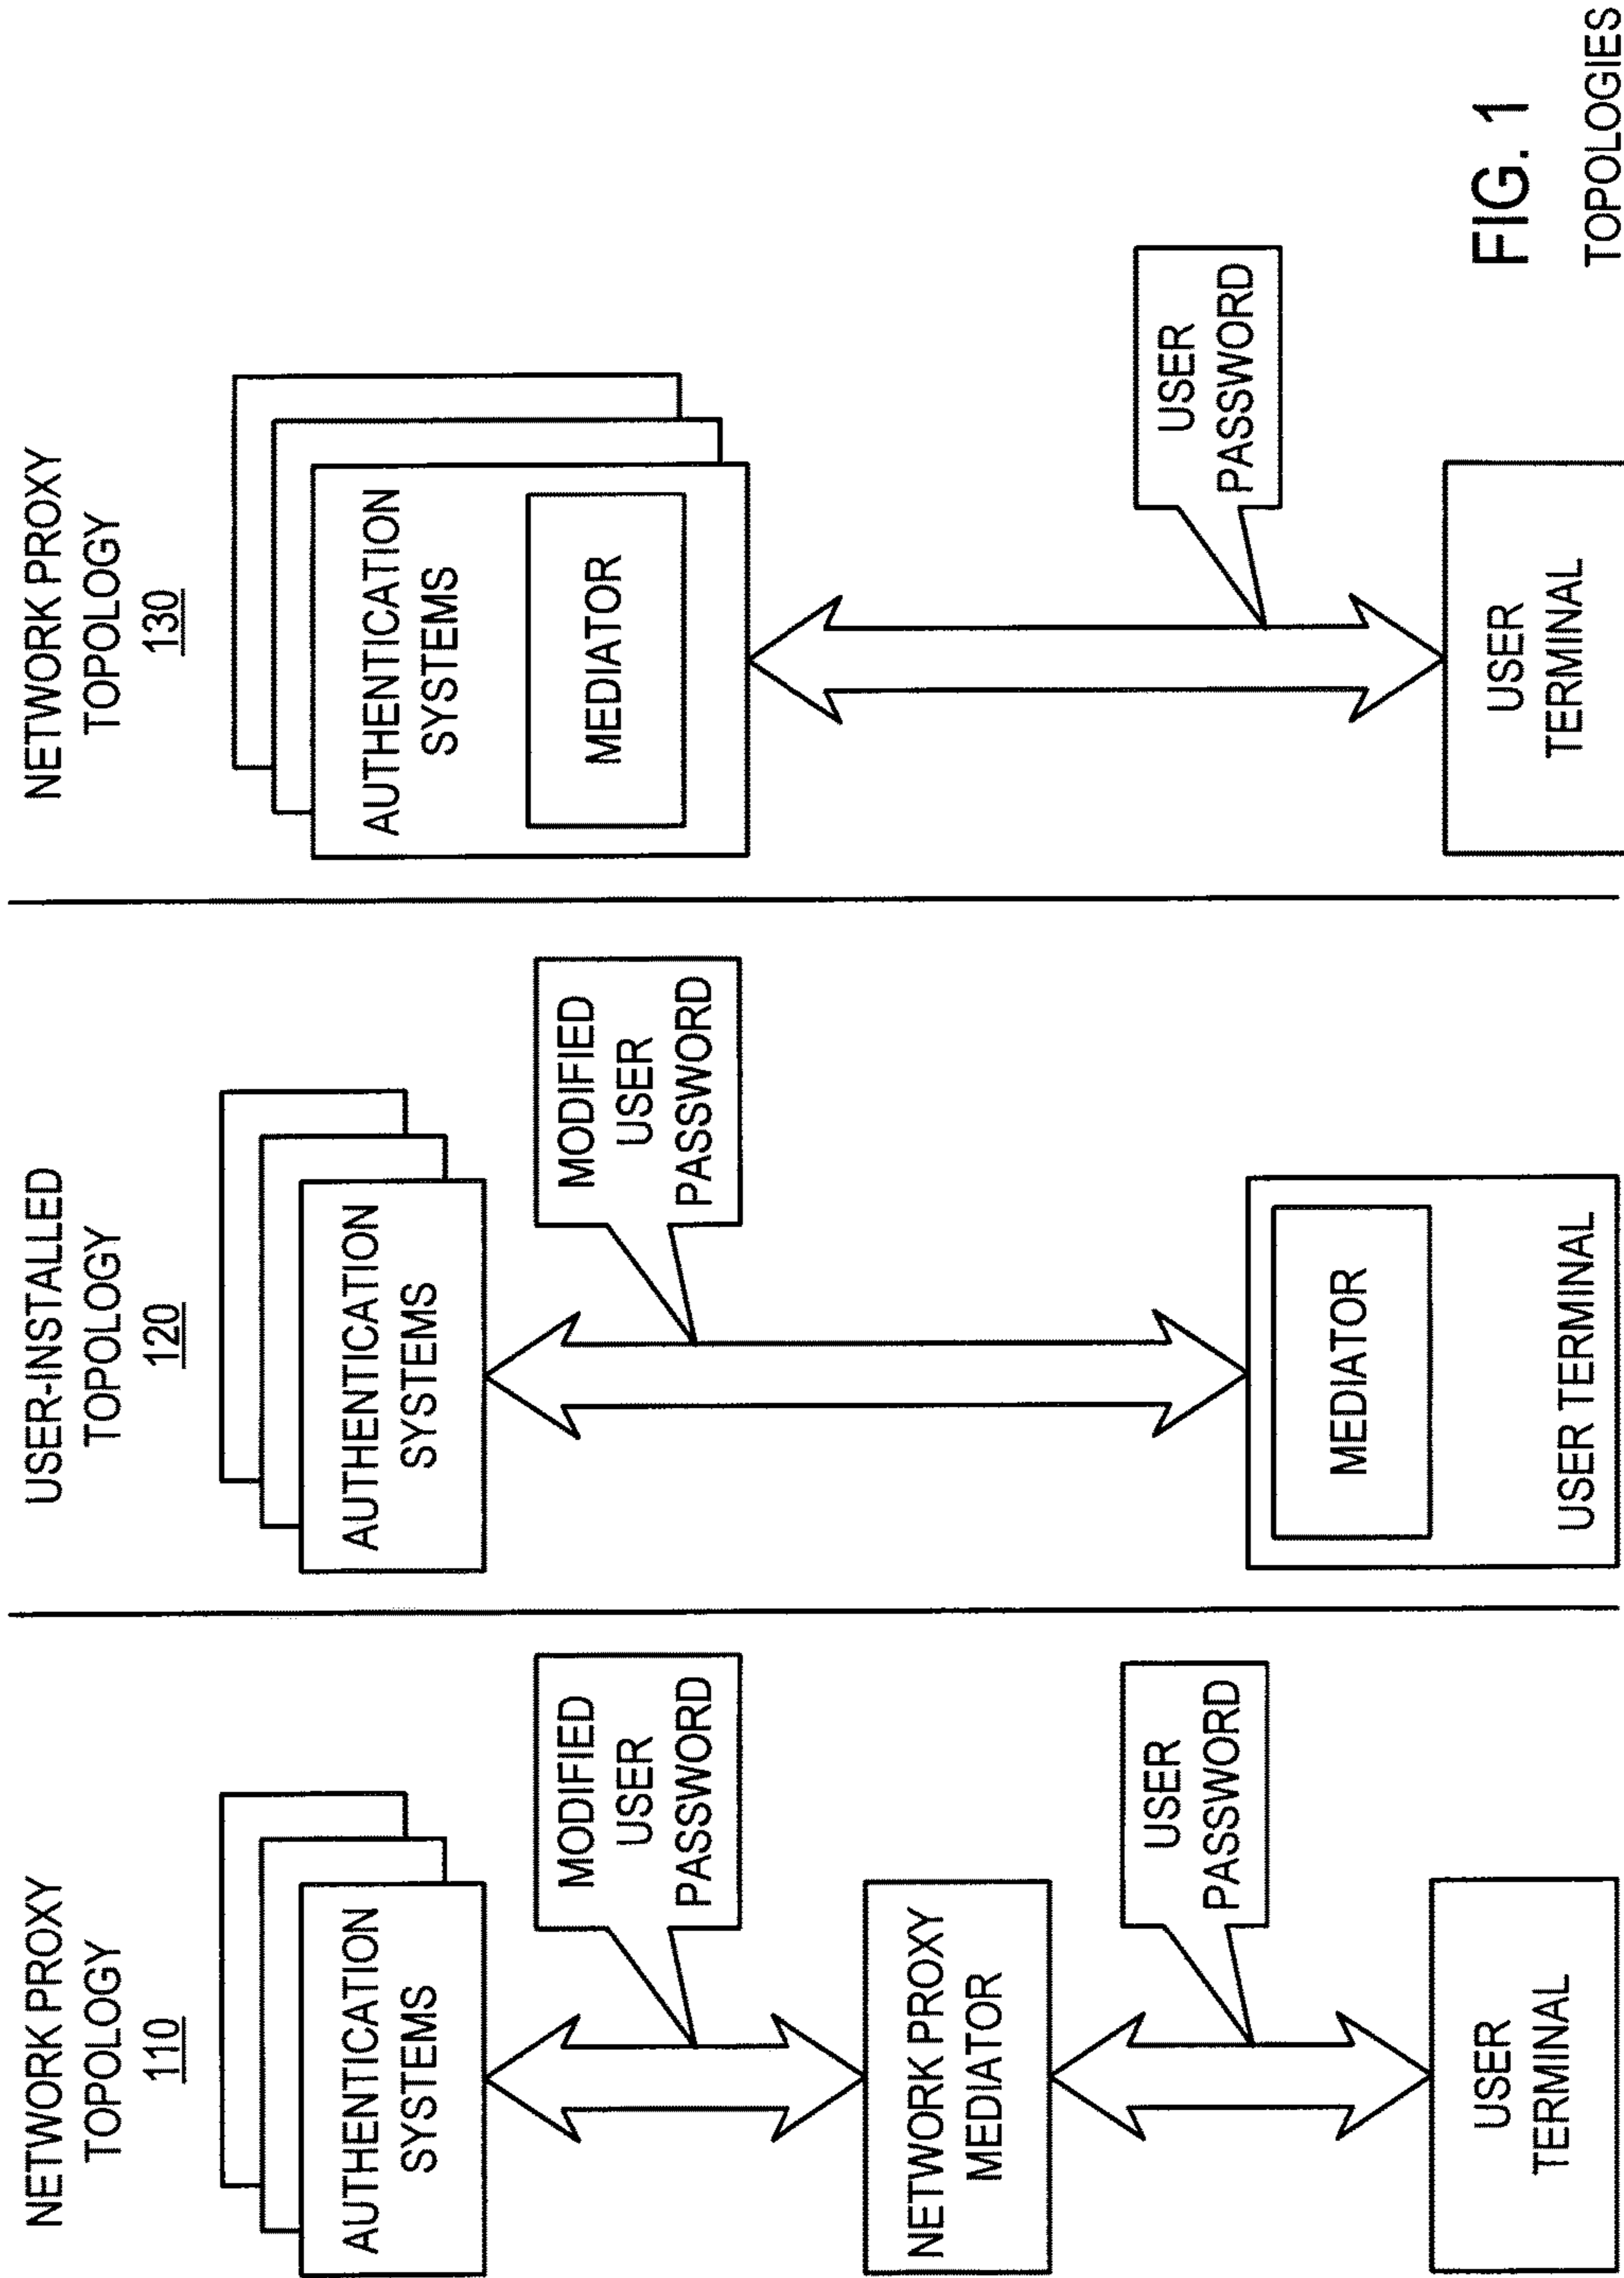 NETWORK PROXY
TOPOLOGY
110
AUTHENTICATION
SYSTEMS
MODIFIED
USER
PASSWORD
NETWORK PROXY
MEDIATOR
USER
PASSWORD
USER
TERMINAL
USER-INSTALLED
TOPOLOGY
120
AUTHENTICATION
SYSTEMS
MODIFIED
USER
PASSWORD
MEDIATOR
USER TERMINAL
NETWORK PROXY
TOPOLOGY
130
AUTHENTICATION
SYSTEMS
MEDIATOR
USER
PASSWORD
USER
TERMINAL
FIG. 1
TOPOLOGIES